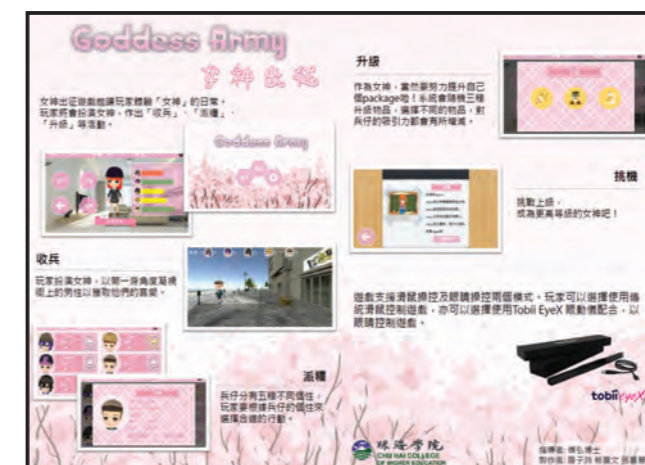 Goddess Army
女神出征
女神出征遊戲能讓玩家體驗「女神」的日常。
玩家將會扮演女神,作出「收兵」、「派糧」、
「升級」等活動。
Goddess Army
收兵
玩家扮演女神,以第一身角度凝視
街上的男性以獲取他們的喜愛。
派糧
兵仔分有五種不同個性,
玩家要根據兵仔的個性來
選擇合適的行動。
升級
作為女神,當然要努力提升自己
個package啦!系統會隨機三種
升級物品,選擇不同的物品,對
兵仔的吸引力都會有所增減。
挑機
挑戰上級,
成為更高等級的女神吧!
遊戲支援滑鼠操控及眼睛操控兩個模式。玩家可以選擇使用傳
統滑鼠控制遊戲,亦可以選擇使用Tobii EyeX 眼動儀配合,以
眼睛控制遊戲。
tobii eyeX
珠海學院
CHU HAI COLLEGE
OF HIGHER EDUCATION
指導者: 傅弘博士